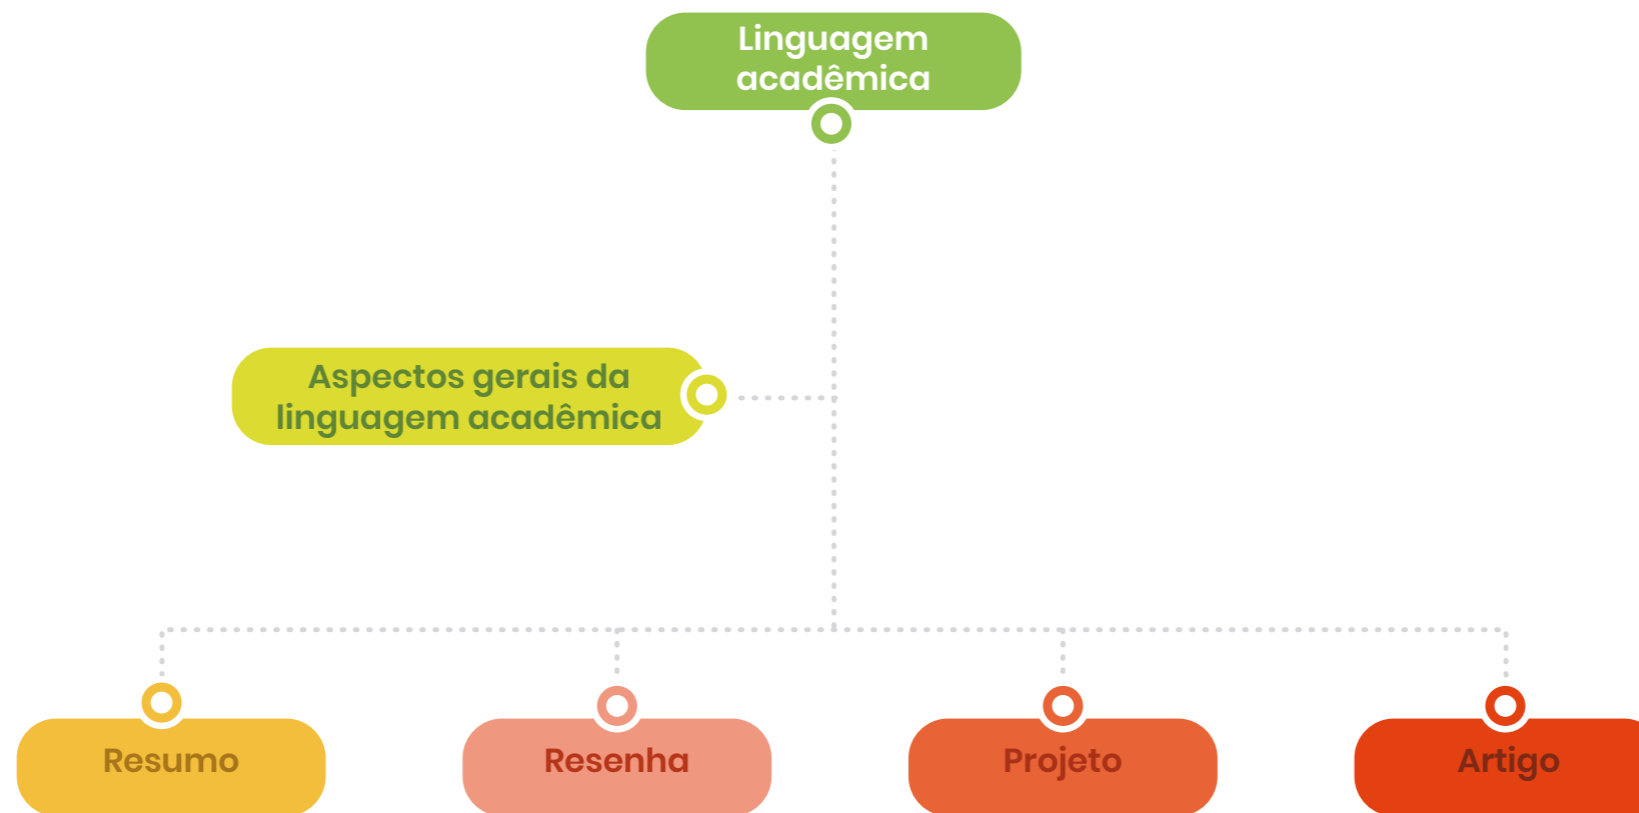 Linguagem
acadêmica
Aspectos gerais da
linguagem acadêmica
Resumo
Resenha
Projeto
Artigo